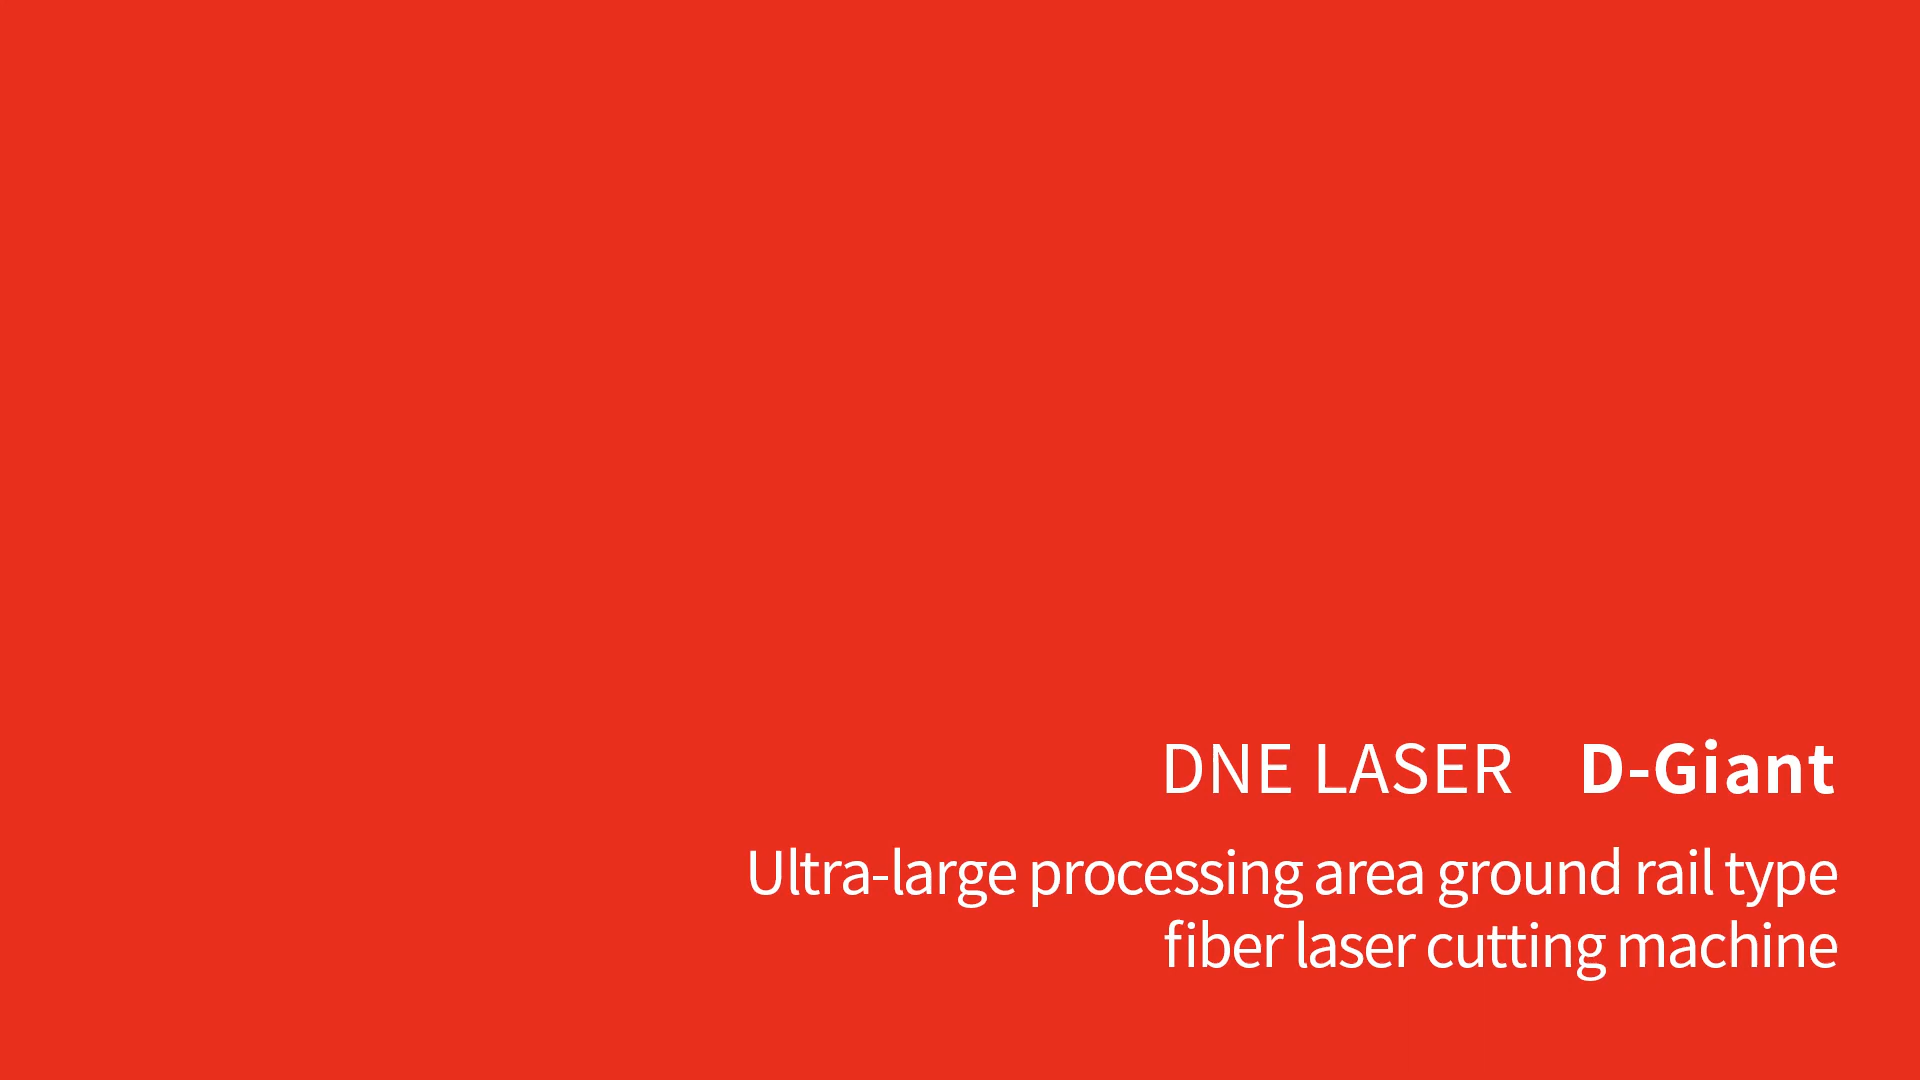 DNE LASER D-Giant
Ultra-large processing area ground rail type
fiber laser cutting machine